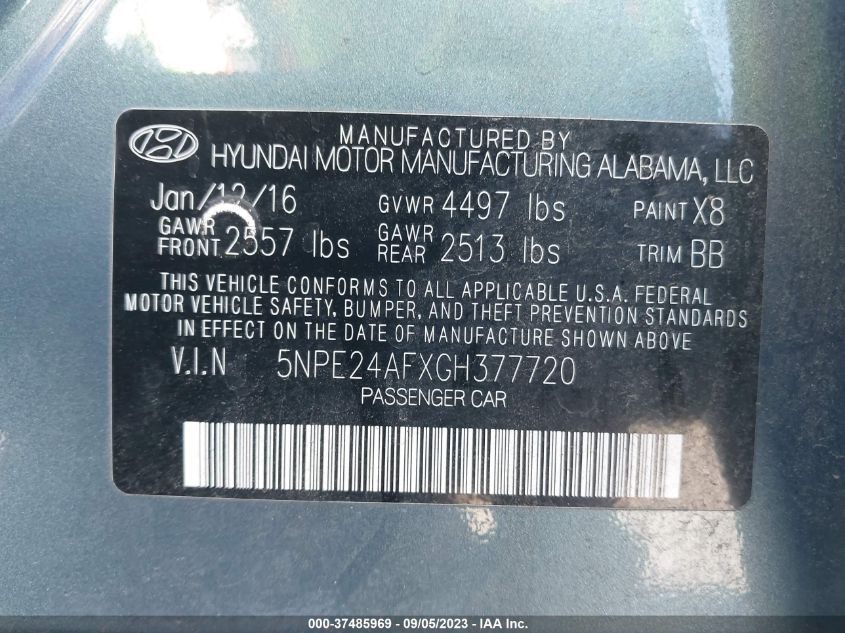 MANUFACTURED BY
HYUNDAI MOTOR MANUFACTURING ALABAMA, LLC
Jan/12/16 GVWR 4497 lbs PAINT X8
GAWR FRONT 2557 lbs GAWR REAR 2513 lbs TRIM BB
THIS VEHICLE CONFORMS TO ALL APPLICABLE U.S.A. FEDERAL
MOTOR VEHICLE SAFETY, BUMPER, AND THEFT PREVENTION STANDARDS
IN EFFECT ON THE DATE OF MANUFACTURE SHOWN ABOVE
V.I.N 5NPE24AFXGH377720
PASSENGER CAR
000-37485969 - 09/05/2023 - IAA Inc.